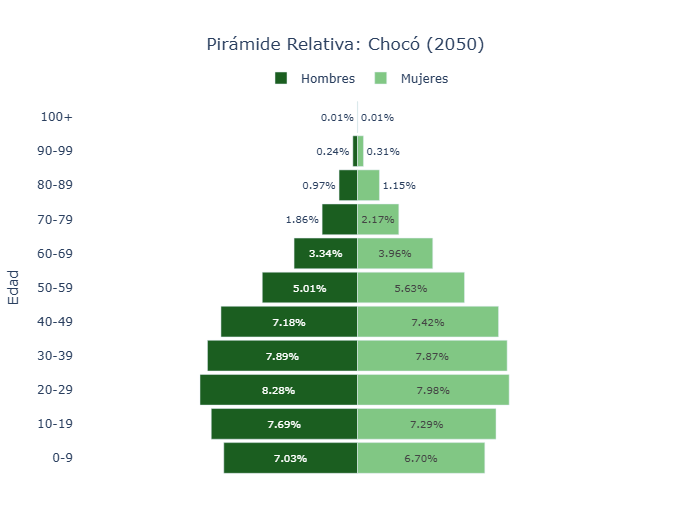 Pirámide Relativa: Chocó (2050)
Hombres Mujeres
100+ 0.01% 0.01%
90-99 0.24% 0.31%
80-89 0.97% 1.15%
70-79 1.86% 2.17%
60-69 3.34% 3.96%
50-59 5.01% 5.63%
Edad
40-49 7.18% 7.42%
30-39 7.89% 7.87%
20-29 8.28% 7.98%
10-19 7.69% 7.29%
0-9 7.03% 6.70%